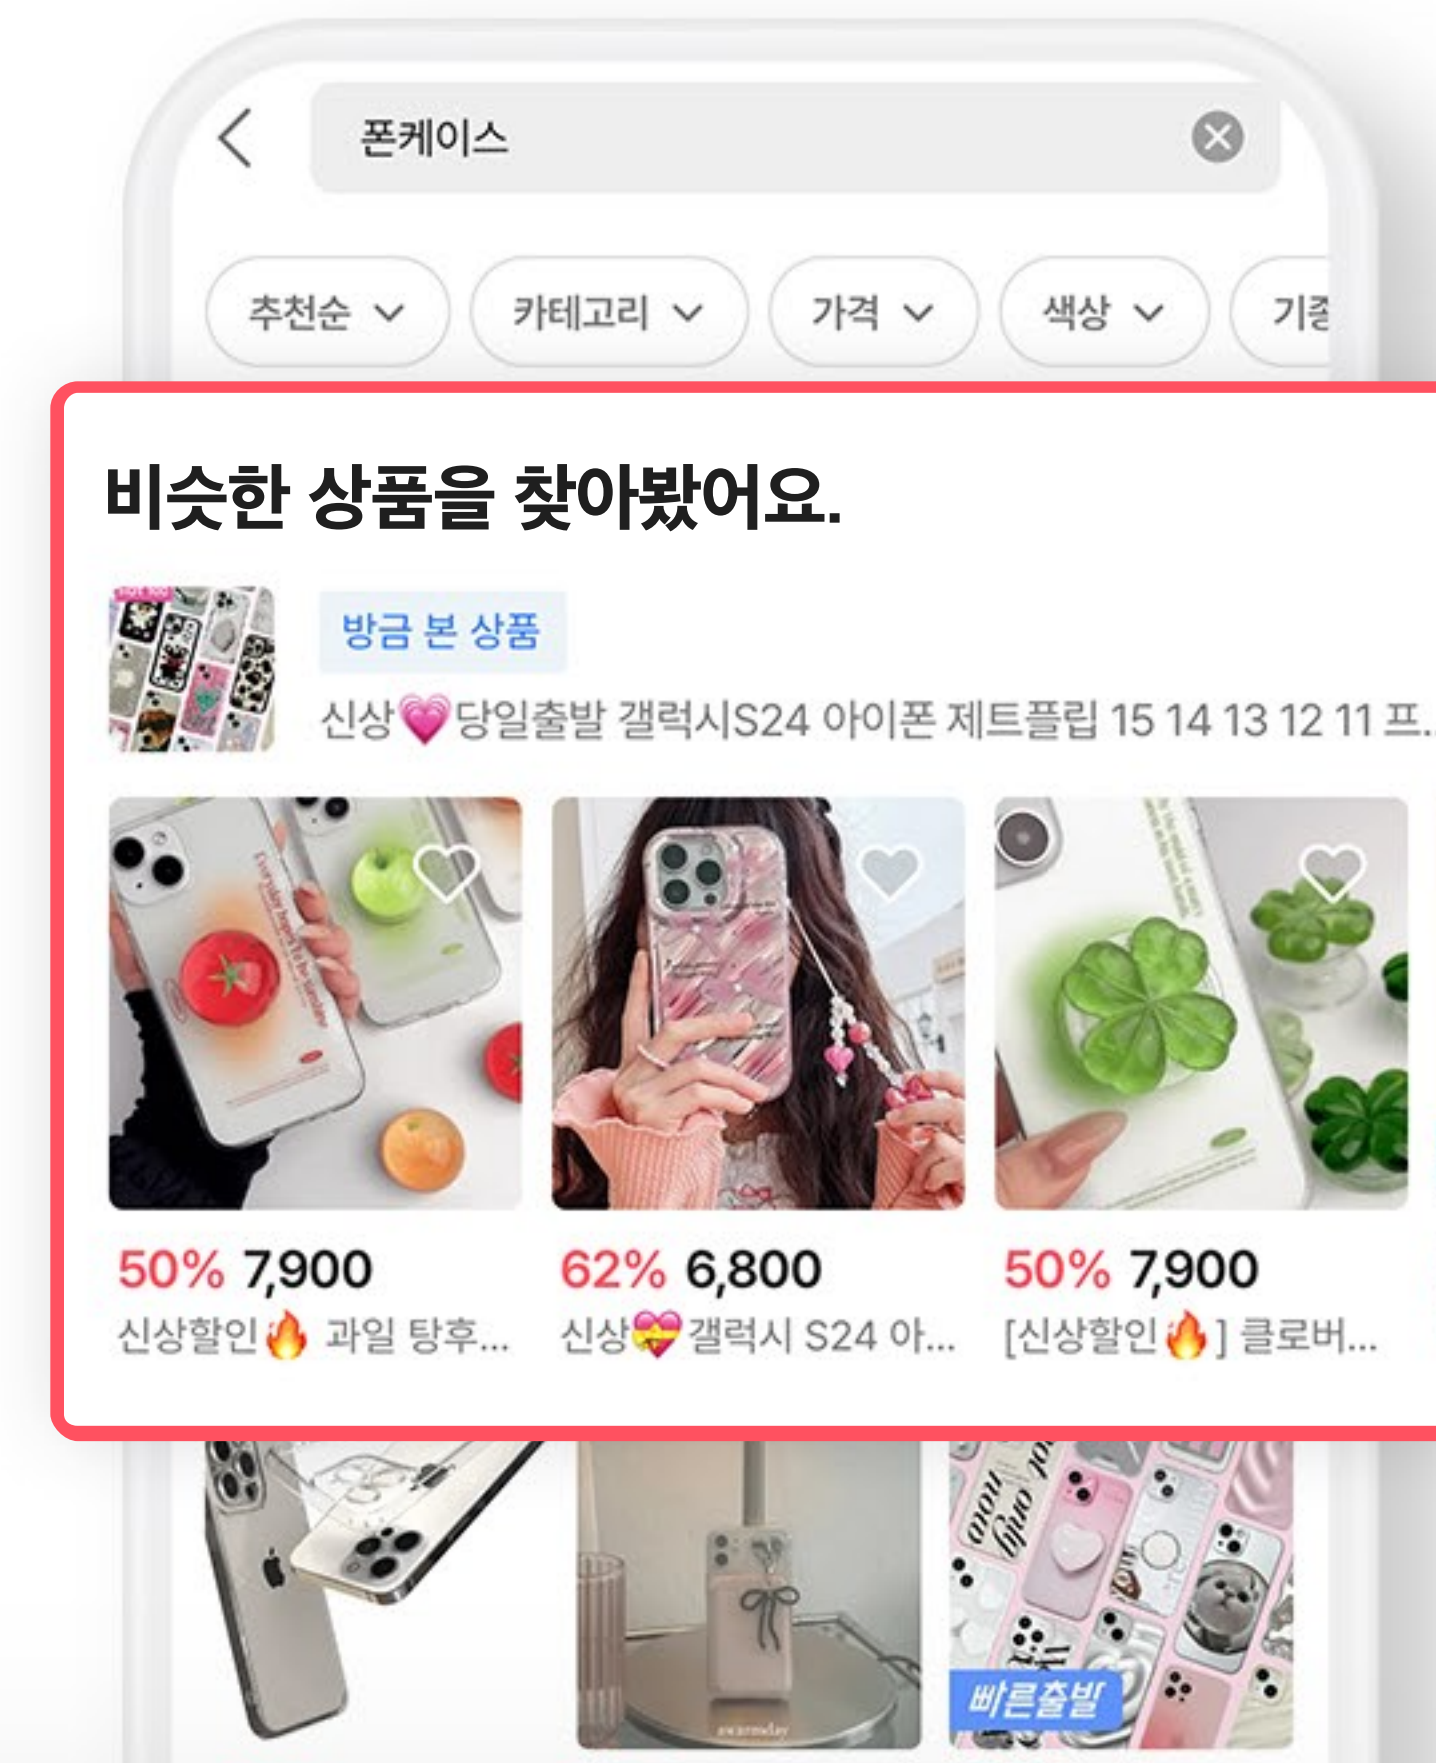 폰케이스
추천순
카테고리
가격
색상
기종
비슷한 상품을 찾아봤어요.
방금 본 상품
신상💗당일출발 갤럭시S24 아이폰 제트플립 15 14 13 12 11 프...
50% 7,900
62% 6,800
50% 7,900
신상할인🔥 과일 탕후...
신상💝갤럭시 S24 아...
[신상할인🔥] 클로버...
now
only
빠른출발